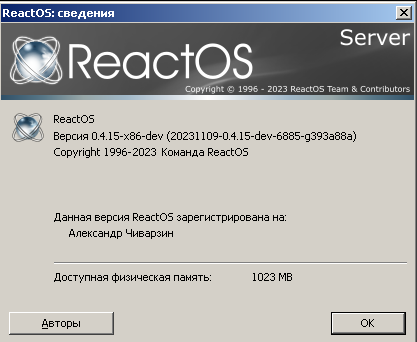 ReactOS: сведения
Server
ReactOS
Copyright © 1996 - 2023 ReactOS Team & Contributors
ReactOS
Версия 0.4.15-x86-dev (20231109-0.4.15-dev-6885-g393a88a)
Copyright 1996-2023 Команда ReactOS
Данная версия ReactOS зарегистрирована на:
Александр Чиварзин
Доступная физическая память: 1023 MB
Авторы
OK